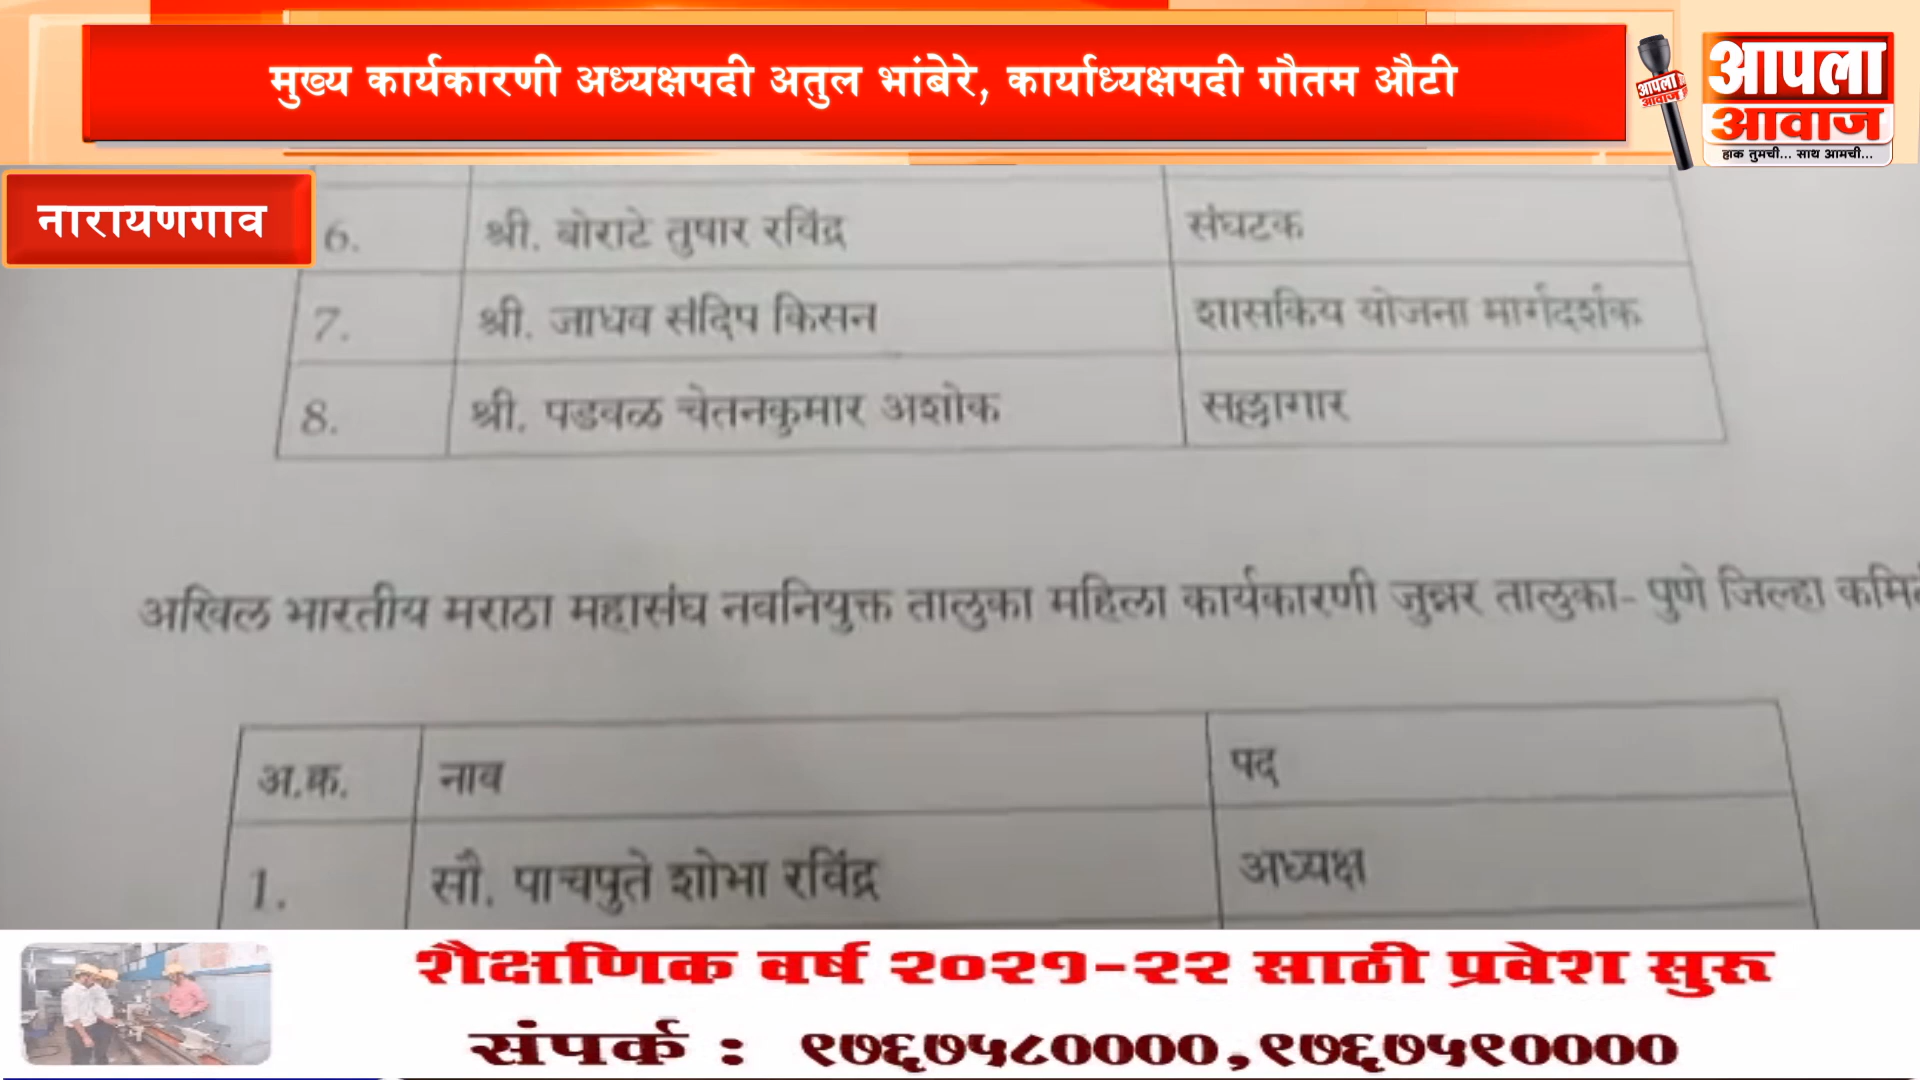 मुख्य कार्यकारणी अध्यक्षपदी अतुल भांबेरे, कार्याध्यक्षपदी गौतम औटी
आपला
आवाज
आपला
आवाज
हाक तुमची... साथ आमची...
नारायणगाव
6. श्री. बोराटे तुषार रविंद्र संघटक
7. श्री. जाधव संदिप किसन शासकिय योजना मार्गदर्शक
8. श्री. पडवळ चेतनकुमार अशोक सल्लागार
अखिल भारतीय मराठा महासंघ नवनियुक्त तालुका महिला कार्यकारणी जुन्नर तालुका- पुणे जिल्हा
अ.क्र. नाव पद
1. सौ. पाचपुते शोभा रविंद्र अध्यक्ष
शैक्षणिक वर्ष २०२१-२२ साठी प्रवेश सुरू
संपर्क : ९७६७५८००००,९७६७५९००००